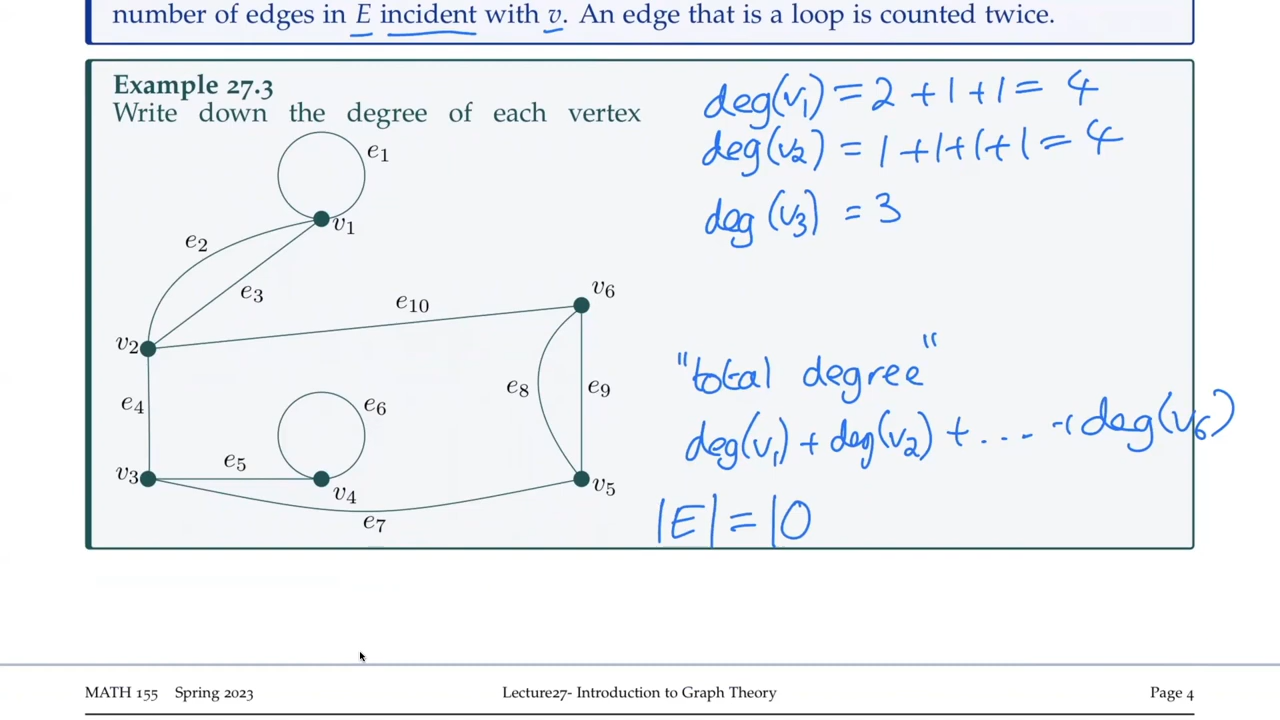 number of edges in E incident with v. An edge that is a loop is counted twice.
Example 27.3
Write down the degree of each vertex
e1
v1
e2
e3
v6
e10
v2
e8
e9
e4
e6
e5
v3
v4
v5
e7
deg(v1) = 2 + 1 + 1 = 4
deg(v2) = 1 + 1 + 1 + 1 = 4
deg(v3) = 3
"total degree"
deg(v1) + deg(v2) + .... + deg(v6)
|E| = 10
MATH 155 Spring 2023
Lecture27- Introduction to Graph Theory
Page 4